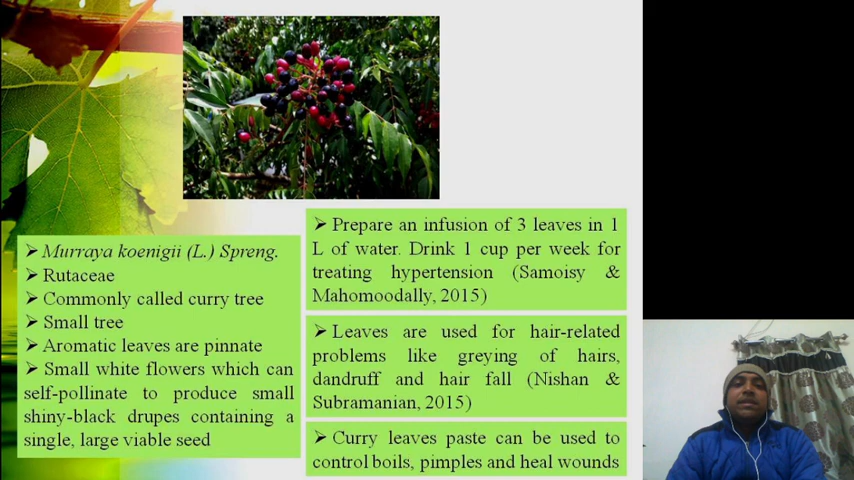 ➤ Murraya koenigii (L.) Spreng.
➤ Rutaceae
➤ Commonly called curry tree
➤ Small tree
➤ Aromatic leaves are pinnate
➤ Small white flowers which can
self-pollinate to produce small
shiny-black drupes containing a
single, large viable seed
➤ Prepare an infusion of 3 leaves in 1
L of water. Drink 1 cup per week for
treating hypertension (Samoisy &
Mahomoodally, 2015)
➤ Leaves are used for hair-related
problems like greying of hairs,
dandruff and hair fall (Nishan &
Subramanian, 2015)
➤ Curry leaves paste can be used to
control boils, pimples and heal wounds